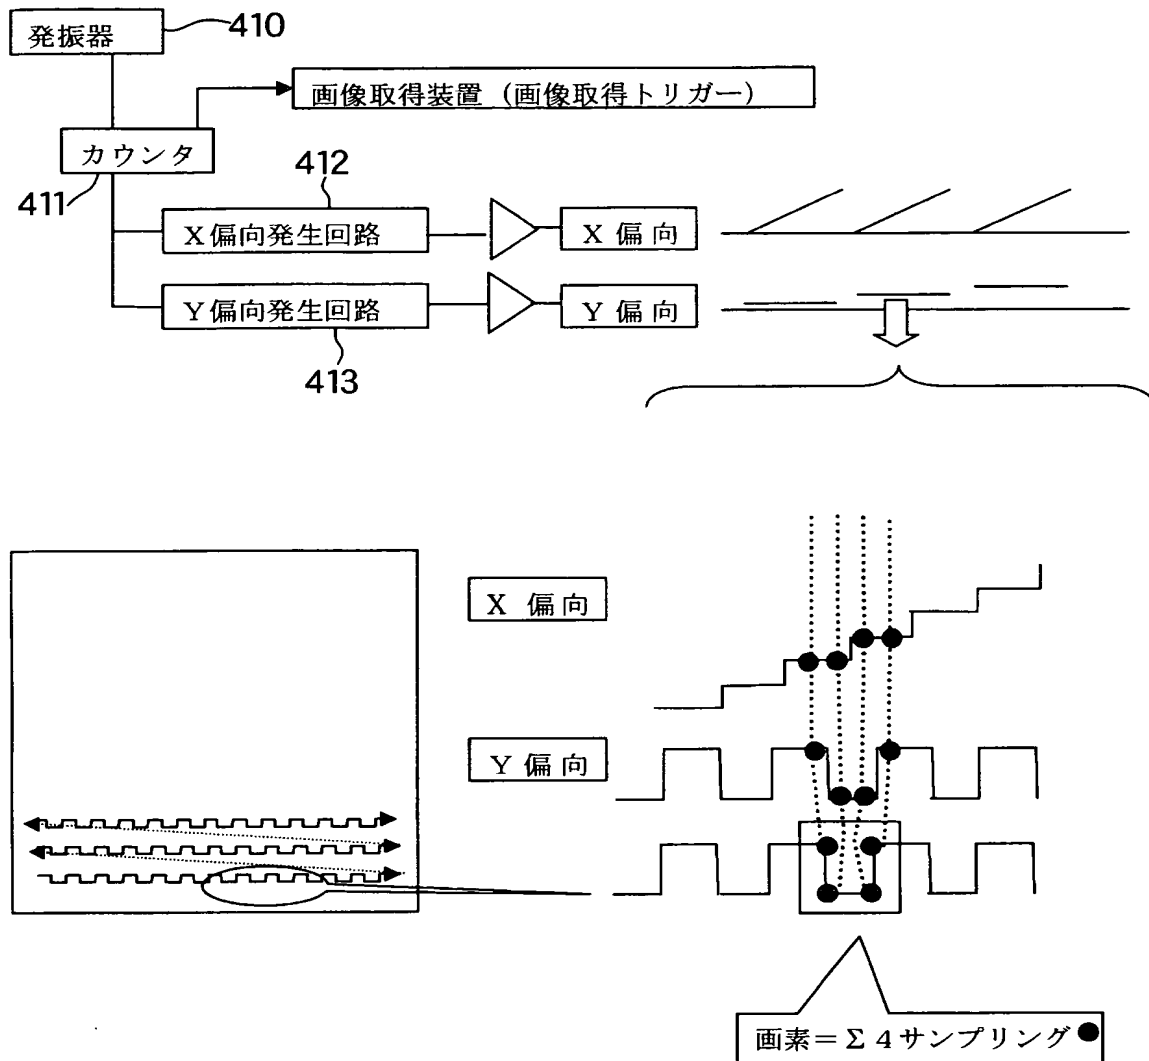 発振器
410
画像取得装置（画像取得トリガー）
カウンタ
411
412
X偏向発生回路
X 偏 向
Y偏向発生回路
Y 偏 向
413
X 偏 向
Y 偏 向
画素＝Σ４サンプリング●